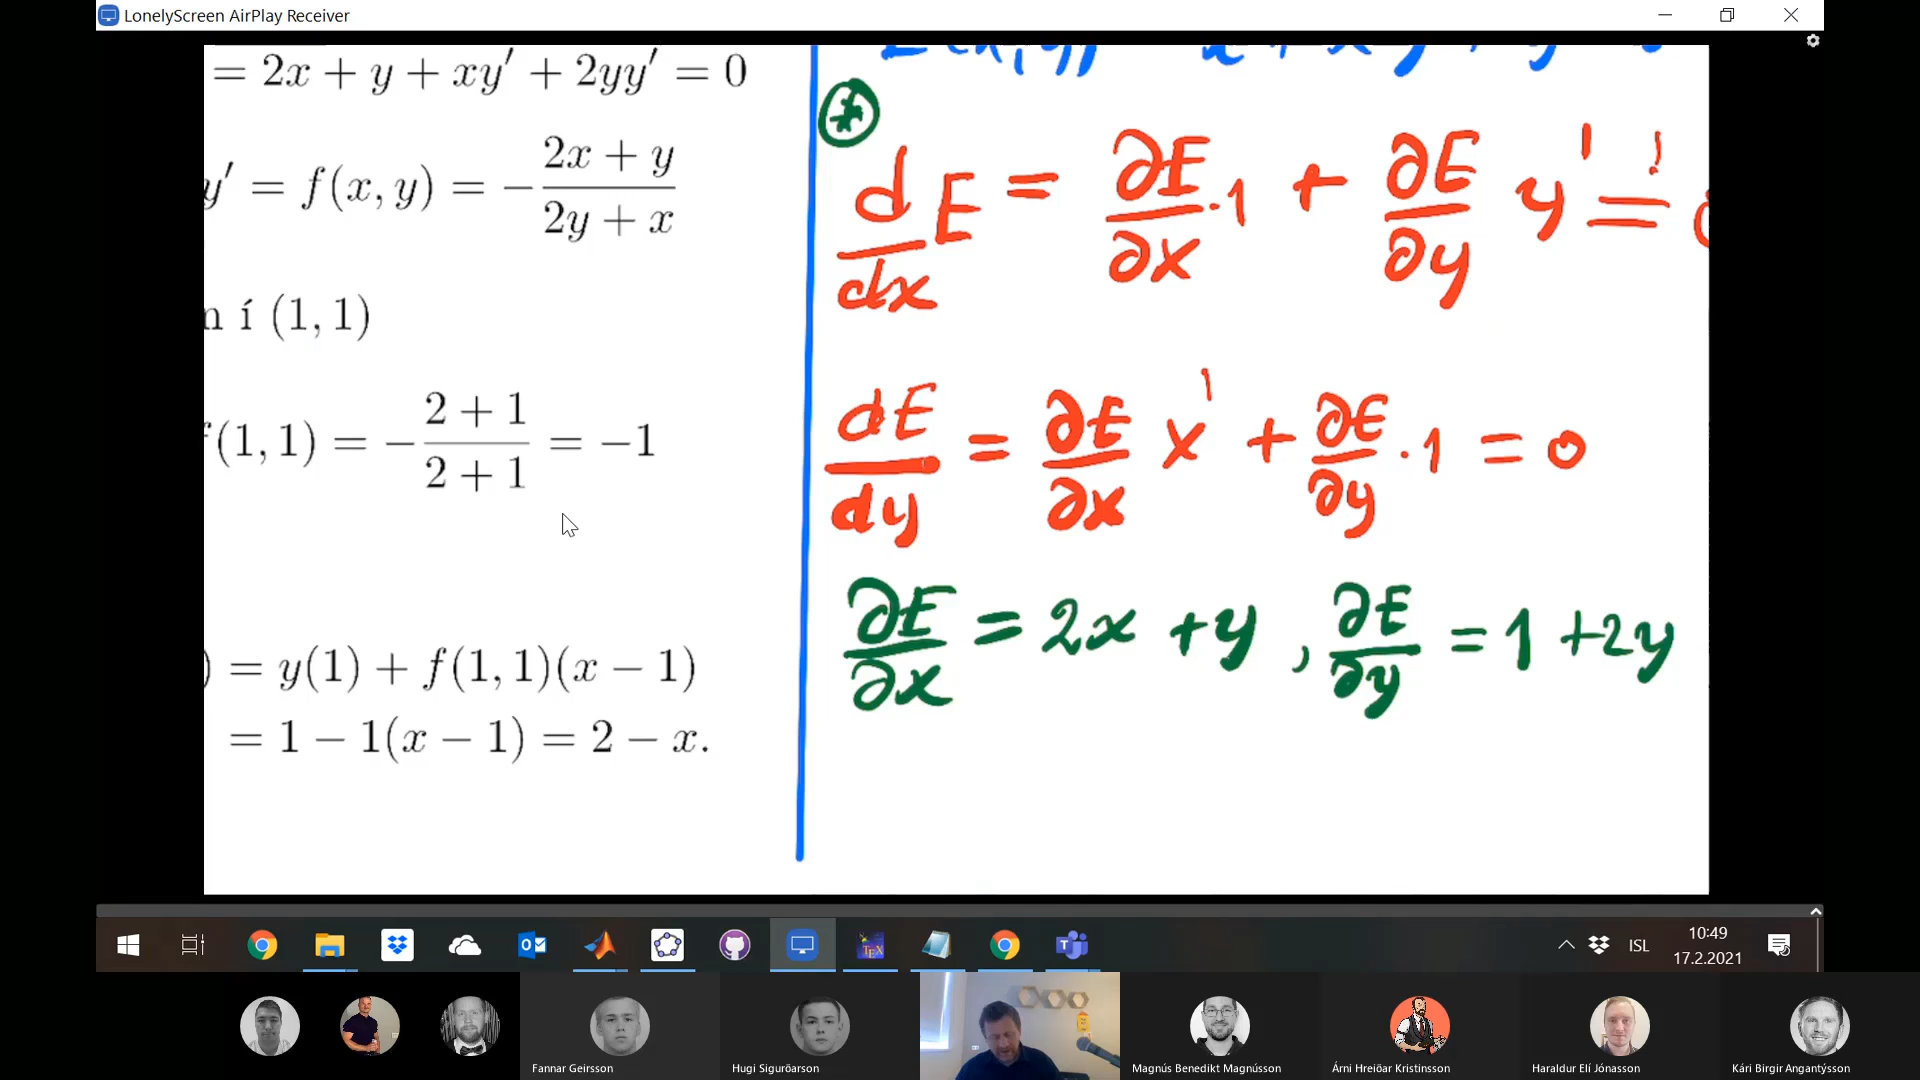 LonelyScreen AirPlay Receiver
= 2x + y + xy′ + 2yy′ = 0
y′ = f(x, y) = −(2x + y)/(2y + x)
í (1, 1)
(1, 1) = −(2 + 1)/(2 + 1) = −1
) = y(1) + f(1, 1)(x − 1)
= 1 − 1(x − 1) = 2 − x.
*
d/dx E = ∂E/∂x · 1 + ∂E/∂y y′ =!
dE/dy = ∂E/∂x x′ + ∂E/∂y · 1 = 0
∂E/∂x = 2x + y , ∂E/∂y = 1 + 2y
TEX
ISL
10:49
17.2.2021
Fannar Geirsson
Hugi Sigurðarson
Magnús Benedikt Magnússon
Árni Hreiðar Kristinsson
Haraldur Elí Jónasson
Kári Birgir Angantýsson